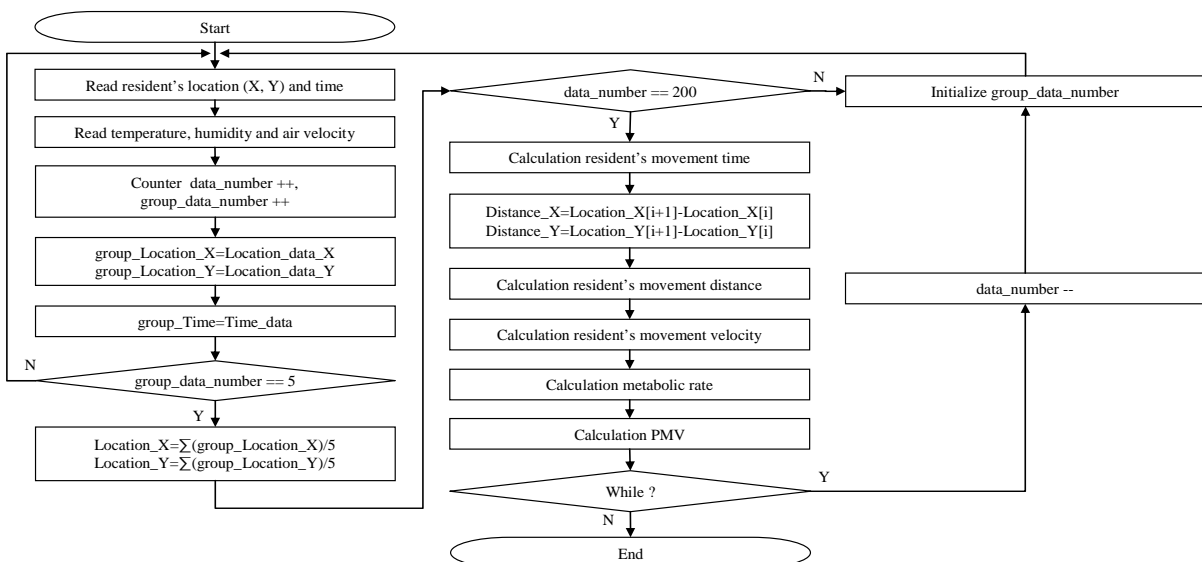 Start
Read resident's location (X, Y) and time
Read temperature, humidity and air velocity
Counter data_number ++,
group_data_number ++
group_Location_X=Location_data_X
group_Location_Y=Location_data_Y
group_Time=Time_data
N
group_data_number == 5
Y
Location_X=∑(group_Location_X)/5
Location_Y=∑(group_Location_Y)/5
data_number == 200
N
Y
Calculation resident's movement time
Distance_X=Location_X[i+1]-Location_X[i]
Distance_Y=Location_Y[i+1]-Location_Y[i]
Calculation resident's movement distance
Calculation resident's movement velocity
Calculation metabolic rate
Calculation PMV
While ?
Y
N
End
Initialize group_data_number
data_number --